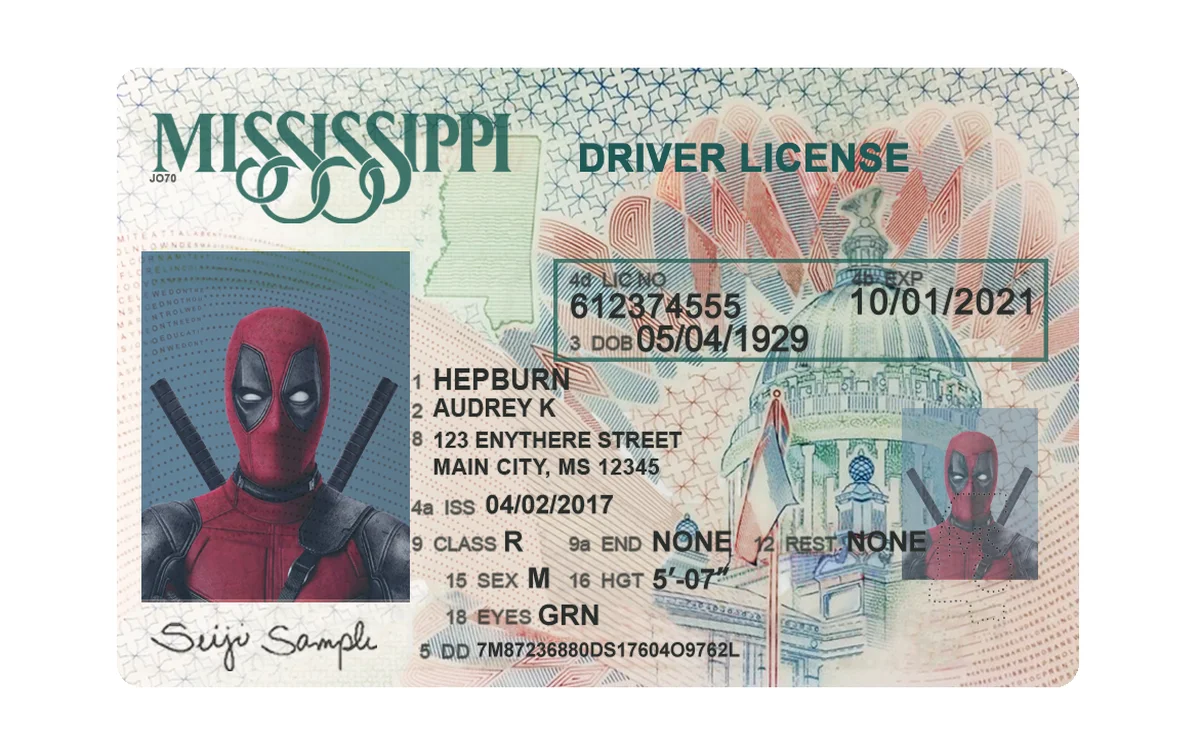 MISSISSIPPI
JO70
DRIVER LICENSE
4d LIC NO
4b EXP
612374555
10/01/2021
3 DOB 05/04/1929
1 HEPBURN
2 AUDREY K
8 123 ENYTHERE STREET
MAIN CITY, MS 12345
4a ISS 04/02/2017
9 CLASS R 9a END NONE 12 REST NONE
15 SEX M 16 HGT 5'-07"
18 EYES GRN
Seiji Sample
5 DD 7M87236880DS17604O9762L